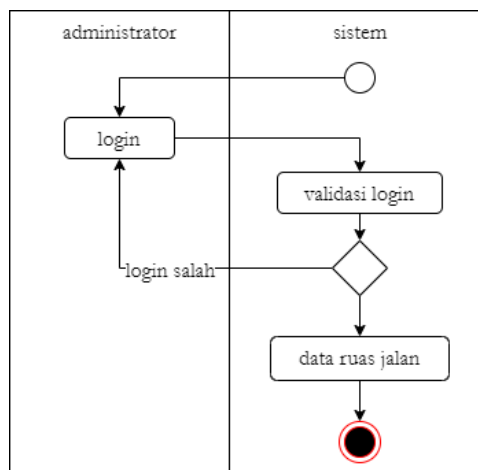 administrator
sistem
login
validasi login
login salah
data ruas jalan